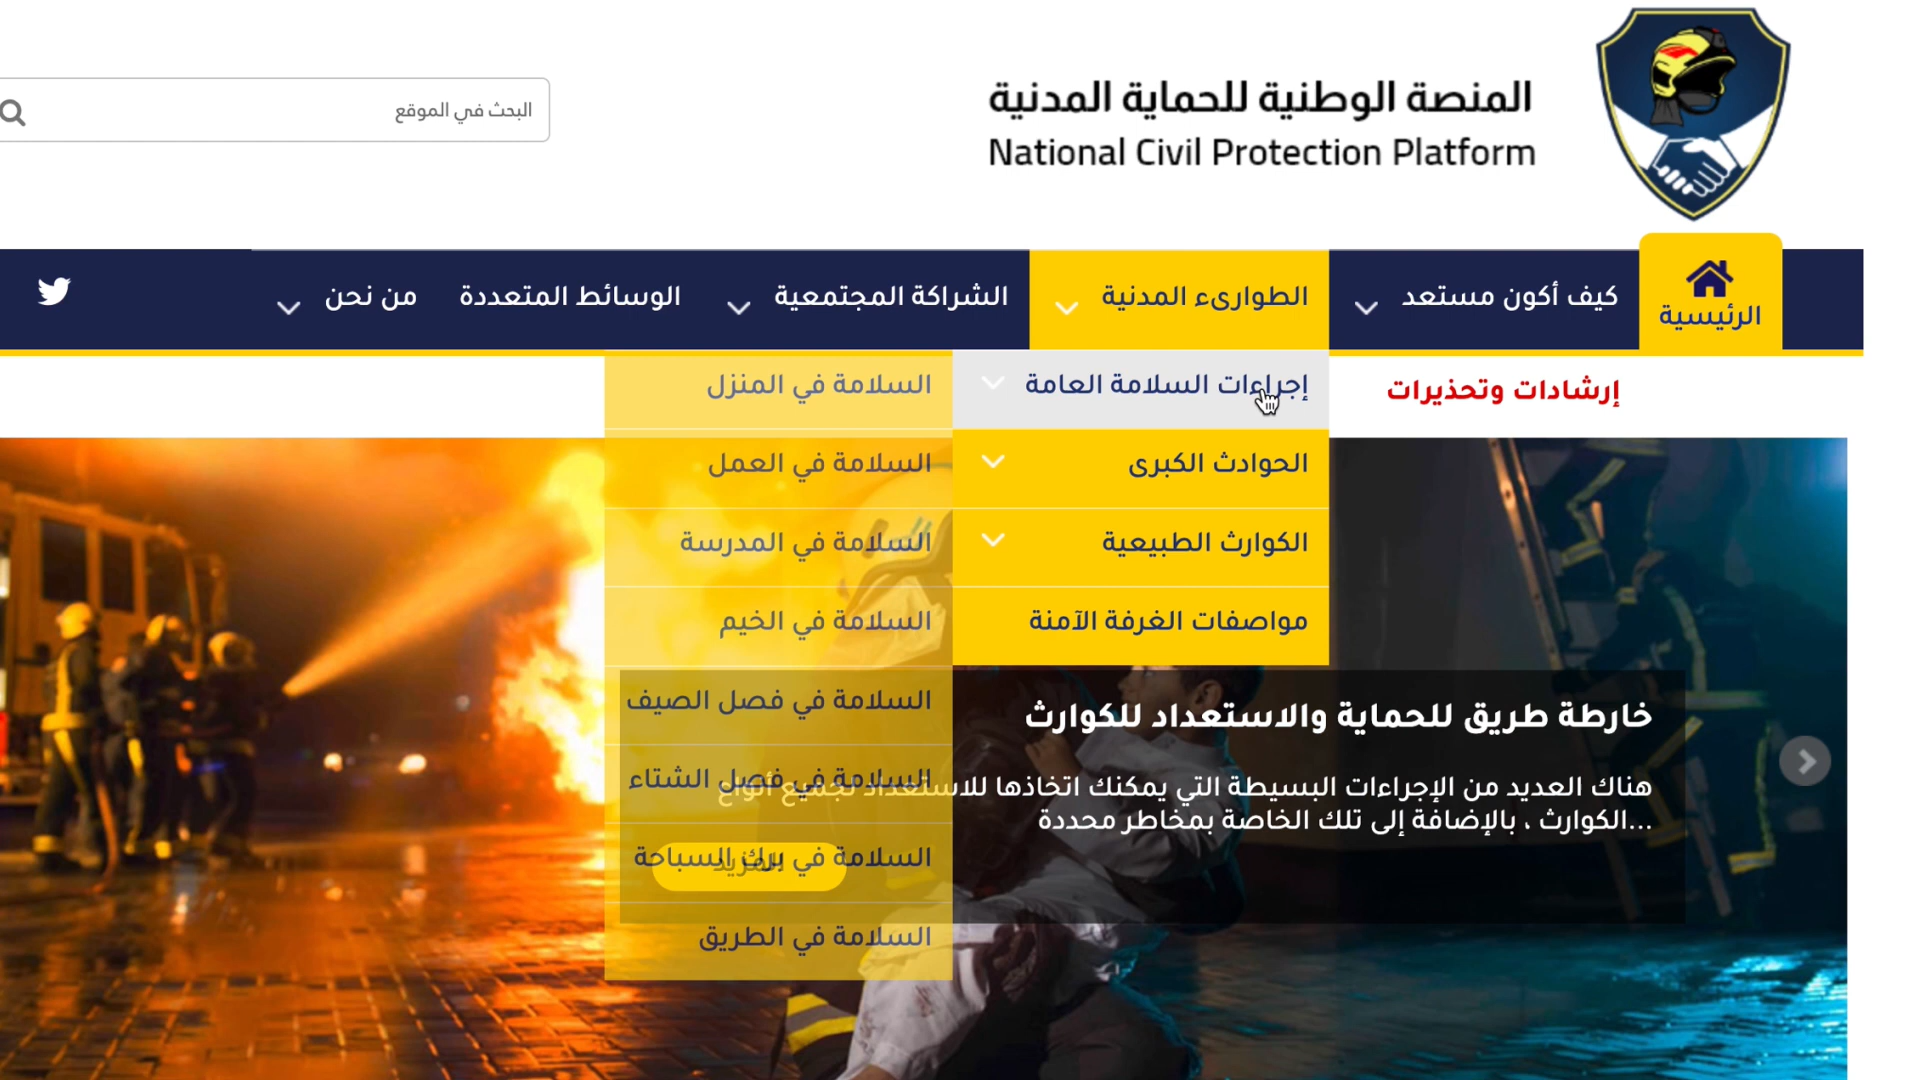 المنصة الوطنية للحماية المدنية
National Civil Protection Platform
البحث في الموقع
الرئيسية
كيف أكون مستعد
الطوارىء المدنية
الشراكة المجتمعية
الوسائط المتعددة
من نحن
إرشادات وتحذيرات
إجراءات السلامة العامة
الحوادث الكبرى
الكوارث الطبيعية
مواصفات الغرفة الآمنة
السلامة في المنزل
السلامة في العمل
السلامة في المدرسة
السلامة في الخيم
السلامة في فصل الصيف
السلامة في فصل الشتاء
السلامة في برك السباحة
السلامة في الطريق
خارطة طريق للحماية والاستعداد للكوارث
هناك العديد من الإجراءات البسيطة التي يمكنك اتخاذها للاستعداد لجميع أنواع
الكوارث ، بالإضافة إلى تلك الخاصة بمخاطر محددة...
المزيد